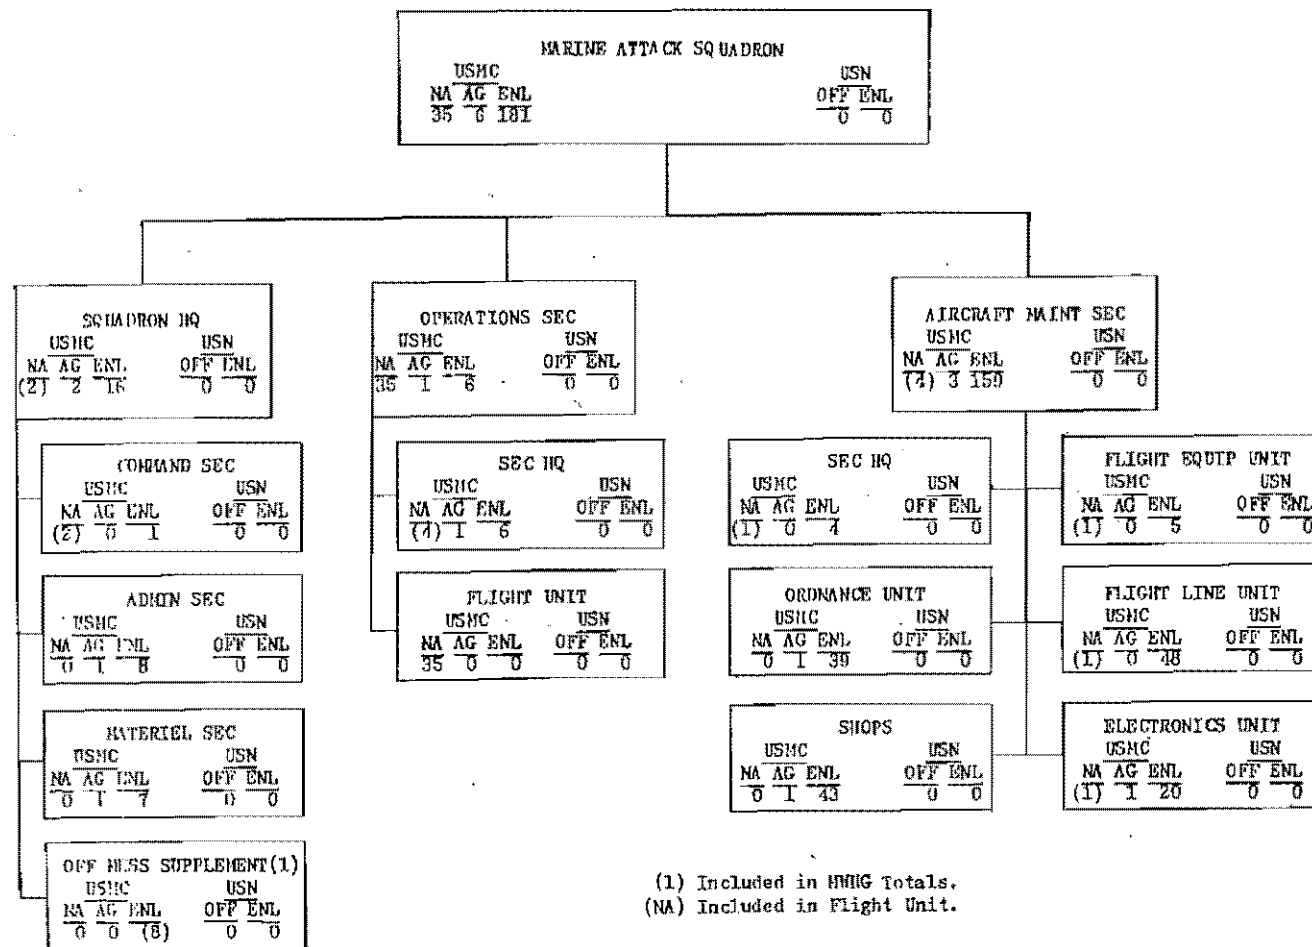 MARINE ATTACK SQUADRON
USMC USN
NA AG ENL OFF ENL
35 6 181 0 0
SQUADRON HQ
USMC USN
NA AG ENL OFF ENL
(2) 2 16 0 0
COMMAND SEC
USMC USN
NA AG ENL OFF ENL
(2) 0 1 0 0
ADMIN SEC
USMC USN
NA AG ENL OFF ENL
0 1 8 0 0
MATERIEL SEC
USMC USN
NA AG ENL OFF ENL
0 1 7 0 0
OFF MESS SUPPLEMENT(1)
USMC USN
NA AG ENL OFF ENL
0 0 (8) 0 0
OPERATIONS SEC
USMC USN
NA AG ENL OFF ENL
35 1 6 0 0
SEC HQ
USMC USN
NA AG ENL OFF ENL
(4) 1 6 0 0
FLIGHT UNIT
USMC USN
NA AG ENL OFF ENL
35 0 0 0 0
AIRCRAFT MAINT SEC
USMC USN
NA AG ENL OFF ENL
(4) 3 159 0 0
SEC HQ
USMC USN
NA AG ENL OFF ENL
(1) 0 4 0 0
ORDNANCE UNIT
USMC USN
NA AG ENL OFF ENL
0 1 39 0 0
SHOPS
USMC USN
NA AG ENL OFF ENL
0 1 43 0 0
FLIGHT EQUIP UNIT
USMC USN
NA AG ENL OFF ENL
(1) 0 5 0 0
FLIGHT LINE UNIT
USMC USN
NA AG ENL OFF ENL
(1) 0 48 0 0
ELECTRONICS UNIT
USMC USN
NA AG ENL OFF ENL
(1) 1 20 0 0
(1) Included in Totals.
(NA) Included in Flight Unit.